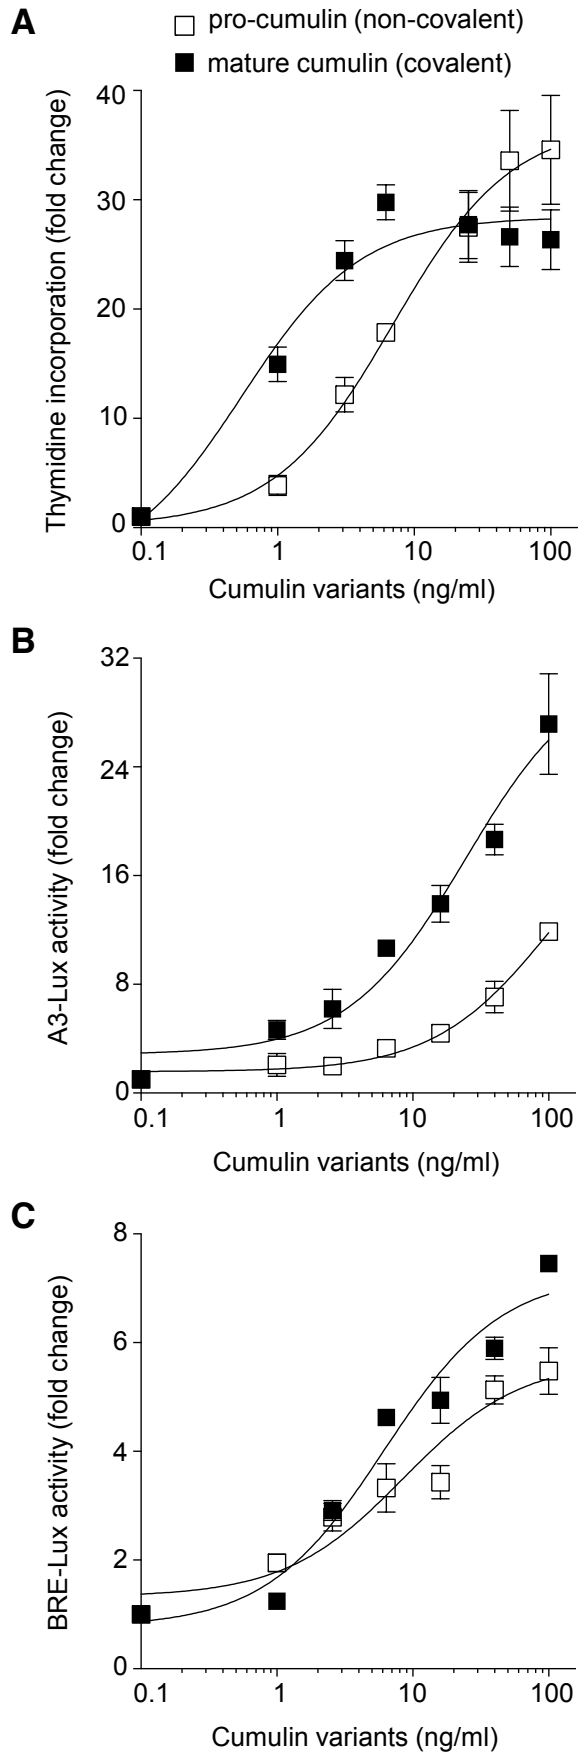 A
pro-cumulin (non-covalent)
mature cumulin (covalent)
Thymidine incorporation (fold change)
40
30
20
10
0
0.1 1 10 100
Cumulin variants (ng/ml)
B
A3-Lux activity (fold change)
32
24
16
8
0
0.1 1 10 100
Cumulin variants (ng/ml)
C
BRE-Lux activity (fold change)
8
6
4
2
0
0.1 1 10 100
Cumulin variants (ng/ml)